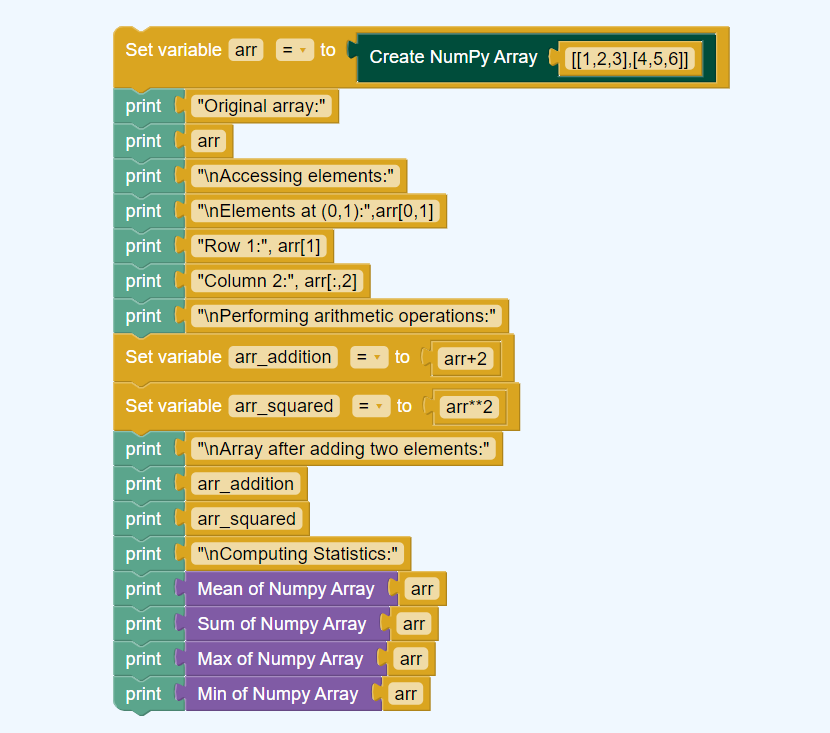 Set variable arr = to Create NumPy Array [[1,2,3],[4,5,6]]
print "Original array:"
print arr
print "\nAccessing elements:"
print "\nElements at (0,1):",arr[0,1]
print "Row 1:", arr[1]
print "Column 2:", arr[:,2]
print "\nPerforming arithmetic operations:"
Set variable arr_addition = to arr+2
Set variable arr_squared = to arr**2
print "\nArray after adding two elements:"
print arr_addition
print arr_squared
print "\nComputing Statistics:"
print Mean of Numpy Array arr
print Sum of Numpy Array arr
print Max of Numpy Array arr
print Min of Numpy Array arr